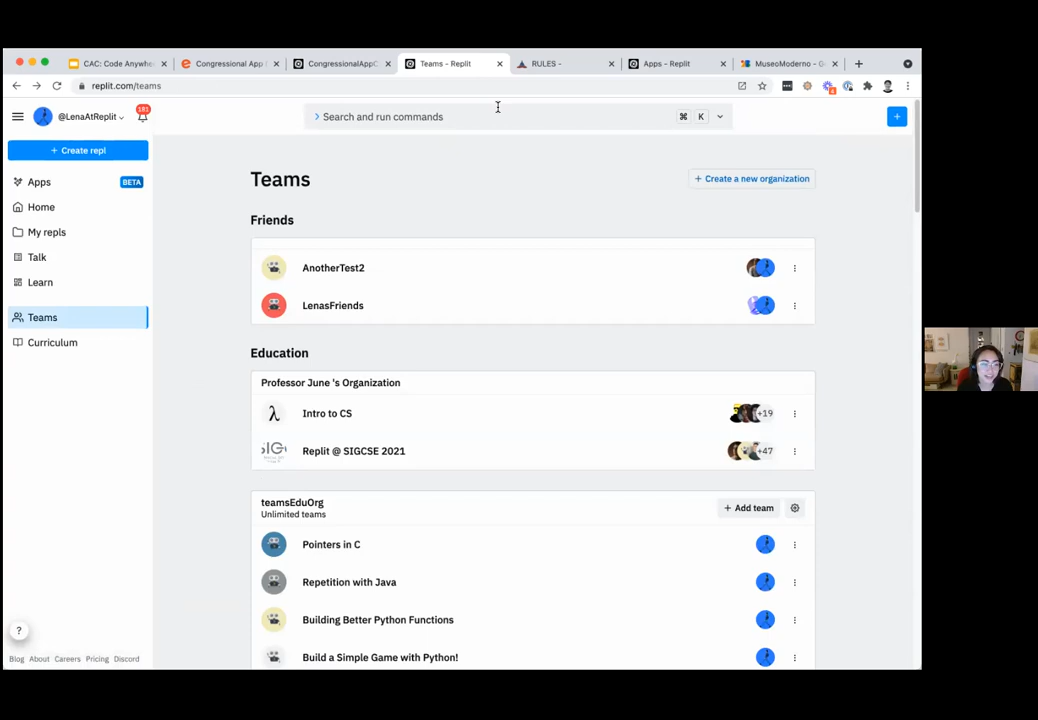 CAC: Code Anywhe
Congressional App
CongressionalAppC
Teams - Replit
RULES -
Apps - Replit
MuseoModerno - G
replit.com/teams
@LenaAtReplit
181
Search and run commands
⌘ K
+ Create repl
Apps BETA
Home
My repls
Talk
Learn
Teams
Curriculum
Teams
+ Create a new organization
Friends
AnotherTest2
LenasFriends
Education
Professor June 's Organization
Intro to CS
+19
Replit @ SIGCSE 2021
+47
teamsEduOrg
Unlimited teams
+ Add team
Pointers in C
Repetition with Java
Building Better Python Functions
Build a Simple Game with Python!
?
Blog About Careers Pricing Discord